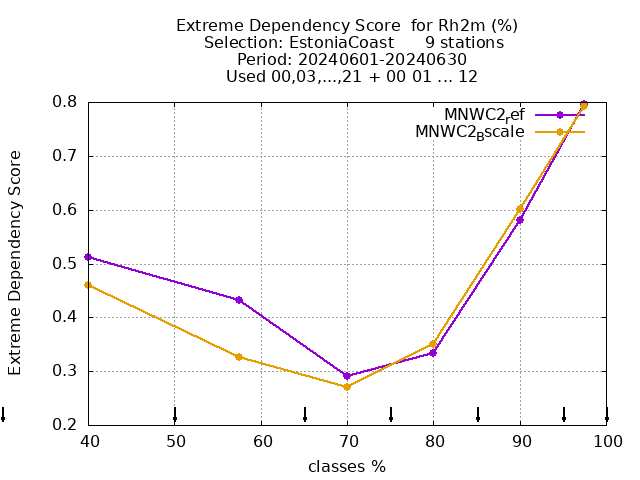 Extreme Dependency Score  for Rh2m (%)
Selection: EstoniaCoast      9 stations
Period: 20240601-20240630
Used 00,03,...,21 + 00 01 ... 12
MNWC2ref
MNWC2Bscale
Extreme Dependency Score
0.8
0.7
0.6
0.5
0.4
0.3
0.2
40 50 60 70 80 90 100
classes %